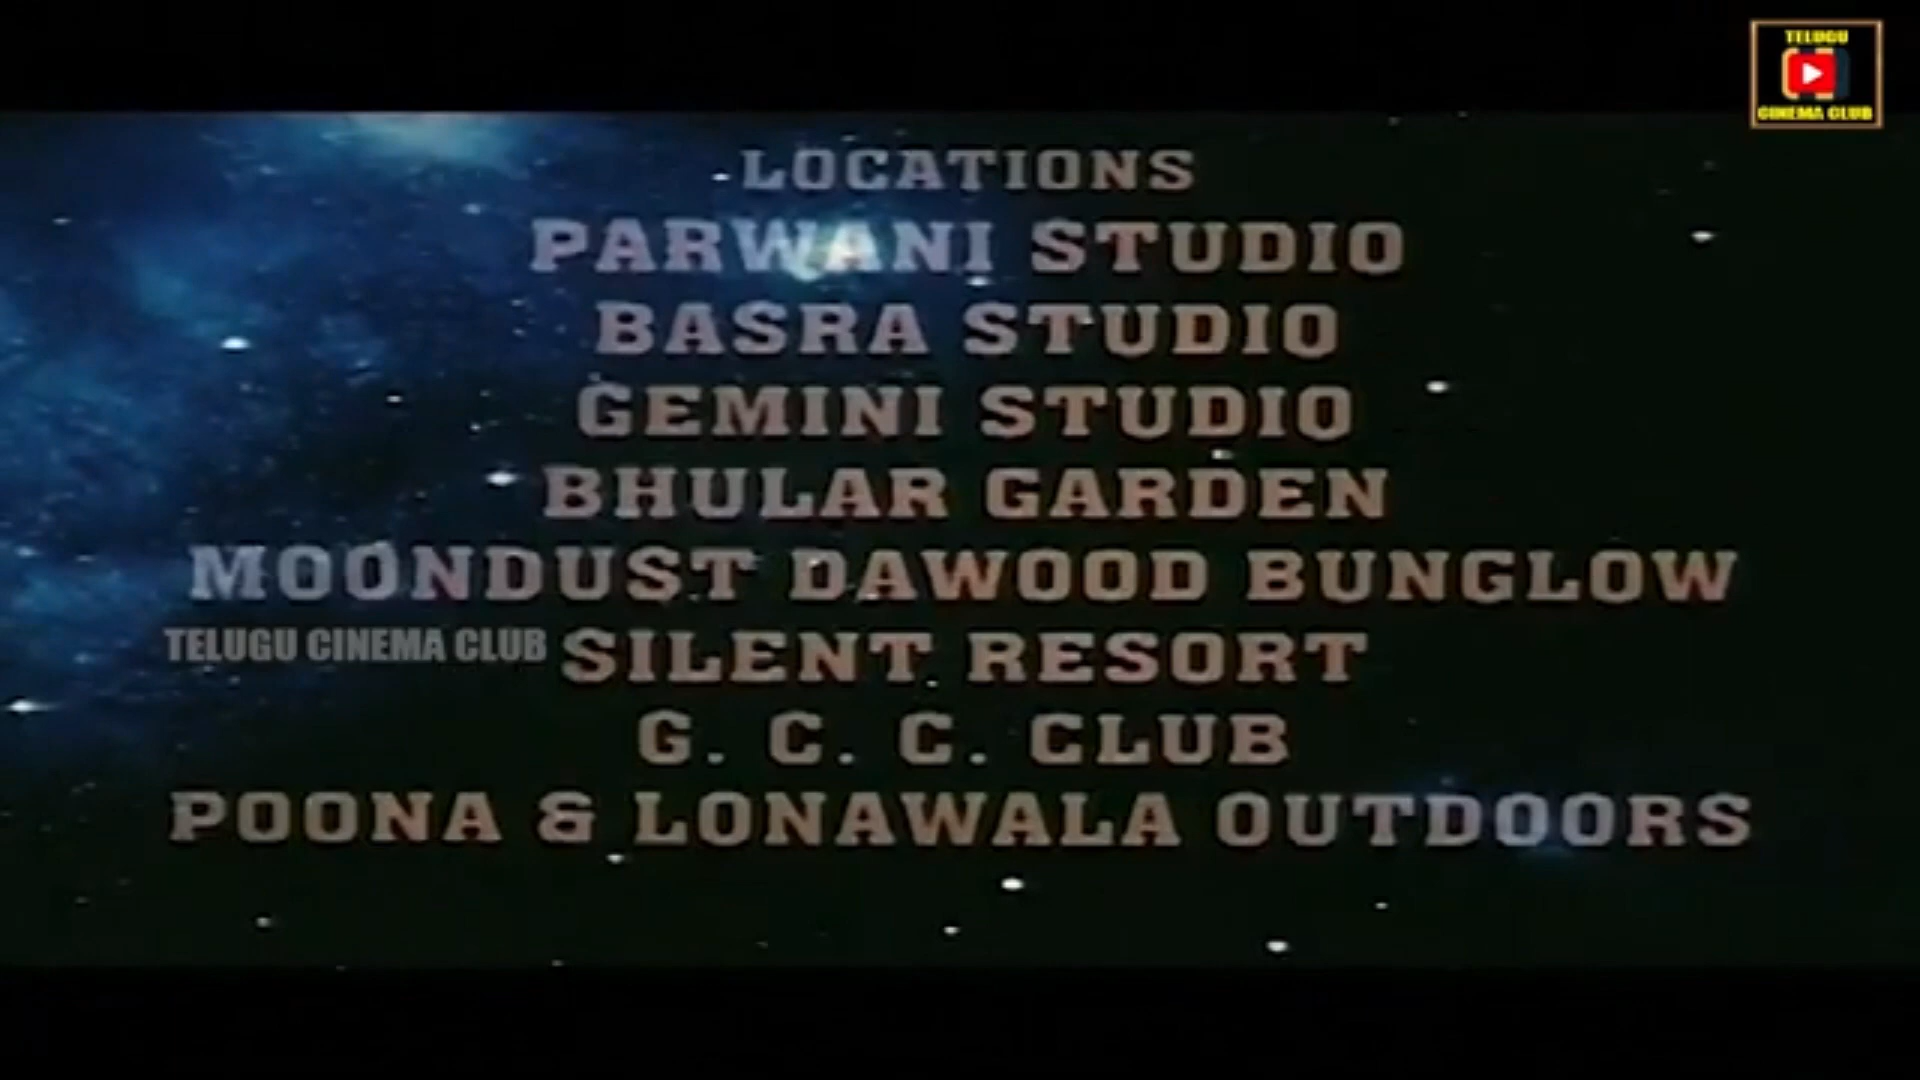 TELUGU
CINEMA CLUB
LOCATIONS
PARWANI STUDIO
BASRA STUDIO
GEMINI STUDIO
BHULAR GARDEN
MOONDUST DAWOOD BUNGLOW
TELUGU CINEMA CLUB
SILENT RESORT
G. C. C. CLUB
POONA & LONAWALA OUTDOORS